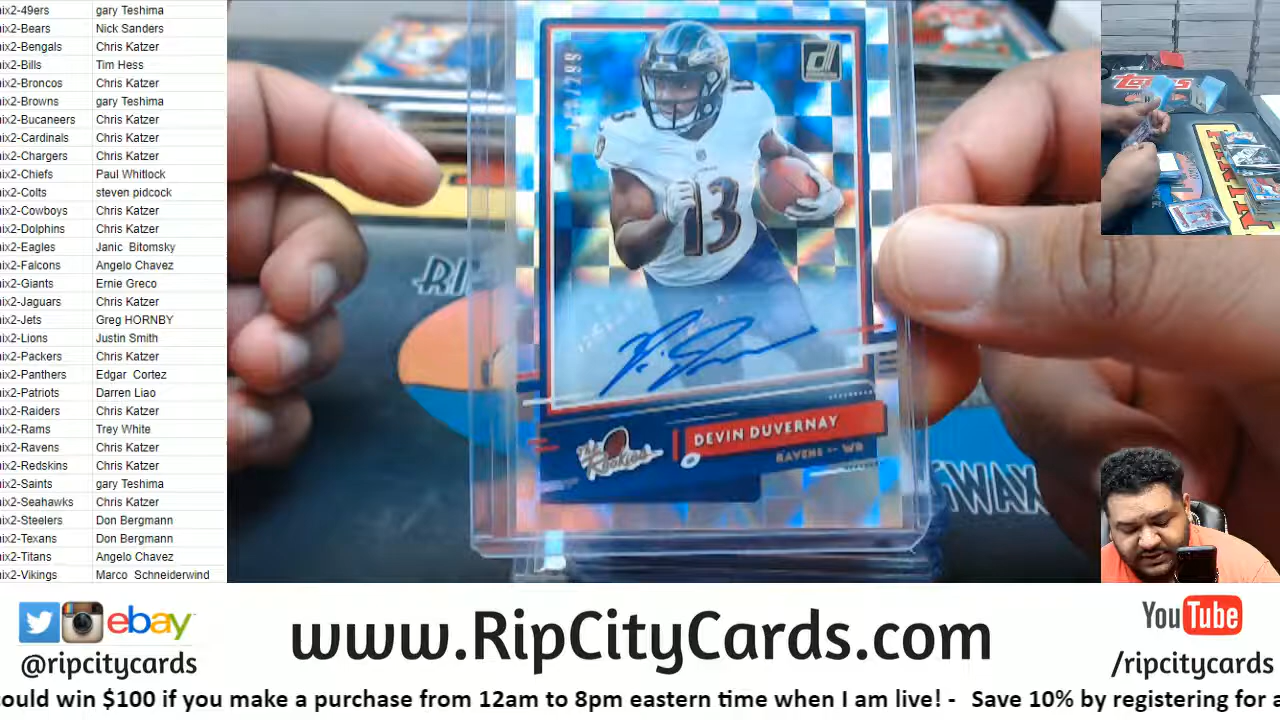 ix2-49ers gary Teshima
ix2-Bears Nick Sanders
ix2-Bengals Chris Katzer
ix2-Bills Tim Hess
ix2-Broncos Chris Katzer
ix2-Browns gary Teshima
ix2-Bucaneers Chris Katzer
ix2-Cardinals Chris Katzer
ix2-Chargers Chris Katzer
ix2-Chiefs Paul Whitlock
ix2-Colts steven pidcock
ix2-Cowboys Chris Katzer
ix2-Dolphins Chris Katzer
ix2-Eagles Janic Bitomsky
ix2-Falcons Angelo Chavez
ix2-Giants Ernie Greco
ix2-Jaguars Chris Katzer
ix2-Jets Greg HORNBY
ix2-Lions Justin Smith
ix2-Packers Chris Katzer
ix2-Panthers Edgar Cortez
ix2-Patriots Darren Liao
ix2-Raiders Chris Katzer
ix2-Rams Trey White
ix2-Ravens Chris Katzer
ix2-Redskins Chris Katzer
ix2-Saints gary Teshima
ix2-Seahawks Chris Katzer
ix2-Steelers Don Bergmann
ix2-Texans Don Bergmann
ix2-Titans Angelo Chavez
ix2-Vikings Marco Schneiderwind
d
13
The Rookies
DEVIN DUVERNAY
RAVENS - WR
WAX
Topps
ebay
@ripcitycards
www.RipCityCards.com
YouTube
/ripcitycards
could win $100 if you make a purchase from 12am to 8pm eastern time when I am live! - Save 10% by registering for a